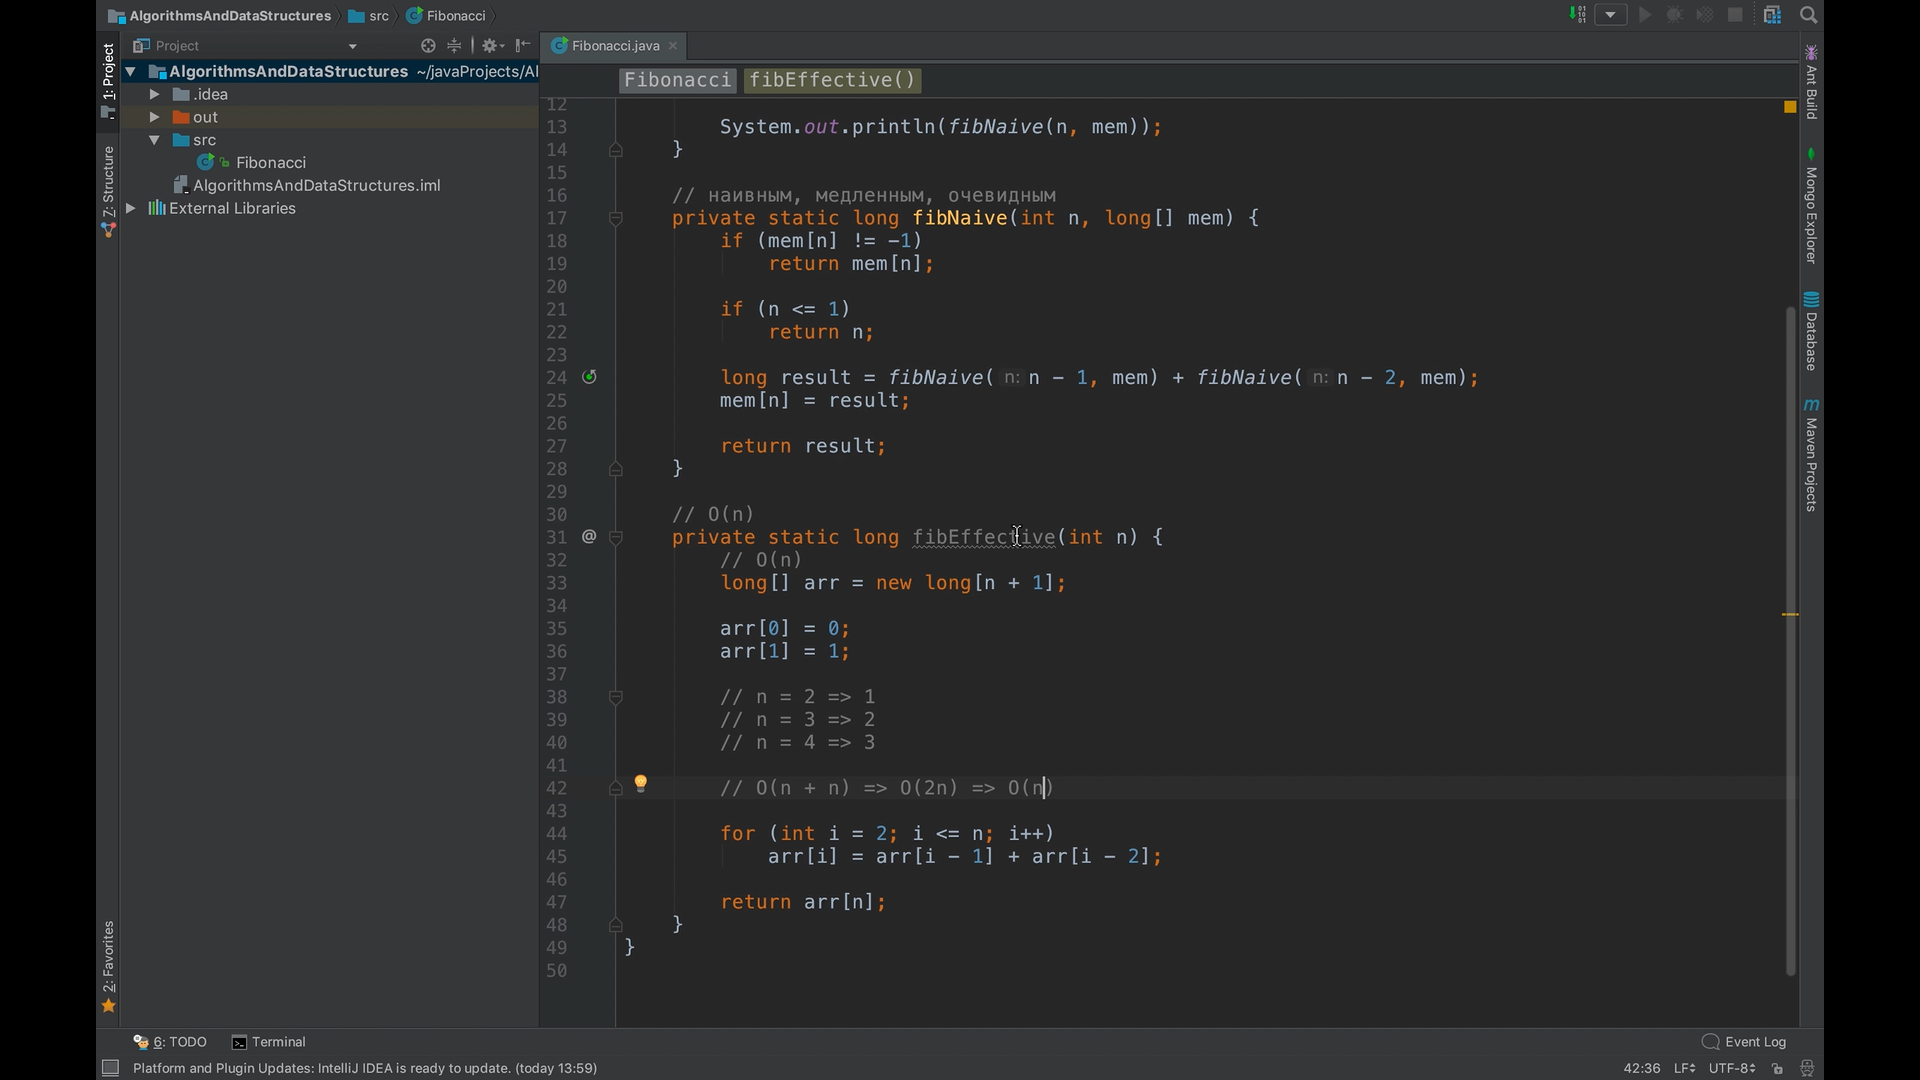 AlgorithmsAndDataStructures src Fibonacci
Project
Fibonacci.java
1: Project
AlgorithmsAndDataStructures ~/javaProjects/Al
.idea
out
src
Fibonacci
AlgorithmsAndDataStructures.iml
External Libraries
7: Structure
2: Favorites
Fibonacci fibEffective()
12
13 System.out.println(fibNaive(n, mem));
14 }
15
16 // наивным, медленным, очевидным
17 private static long fibNaive(int n, long[] mem) {
18 if (mem[n] != -1)
19 return mem[n];
20
21 if (n <= 1)
22 return n;
23
24 long result = fibNaive( n: n - 1, mem) + fibNaive( n: n - 2, mem);
25 mem[n] = result;
26
27 return result;
28 }
29
30 // O(n)
31 @ private static long fibEffective(int n) {
32 // O(n)
33 long[] arr = new long[n + 1];
34
35 arr[0] = 0;
36 arr[1] = 1;
37
38 // n = 2 => 1
39 // n = 3 => 2
40 // n = 4 => 3
41
42 // O(n + n) => O(2n) => O(n)
43
44 for (int i = 2; i <= n; i++)
45 arr[i] = arr[i - 1] + arr[i - 2];
46
47 return arr[n];
48 }
49 }
50
Ant Build
Mongo Explorer
Database
Maven Projects
6: TODO Terminal Event Log
Platform and Plugin Updates: IntelliJ IDEA is ready to update. (today 13:59) 42:36 LF UTF-8